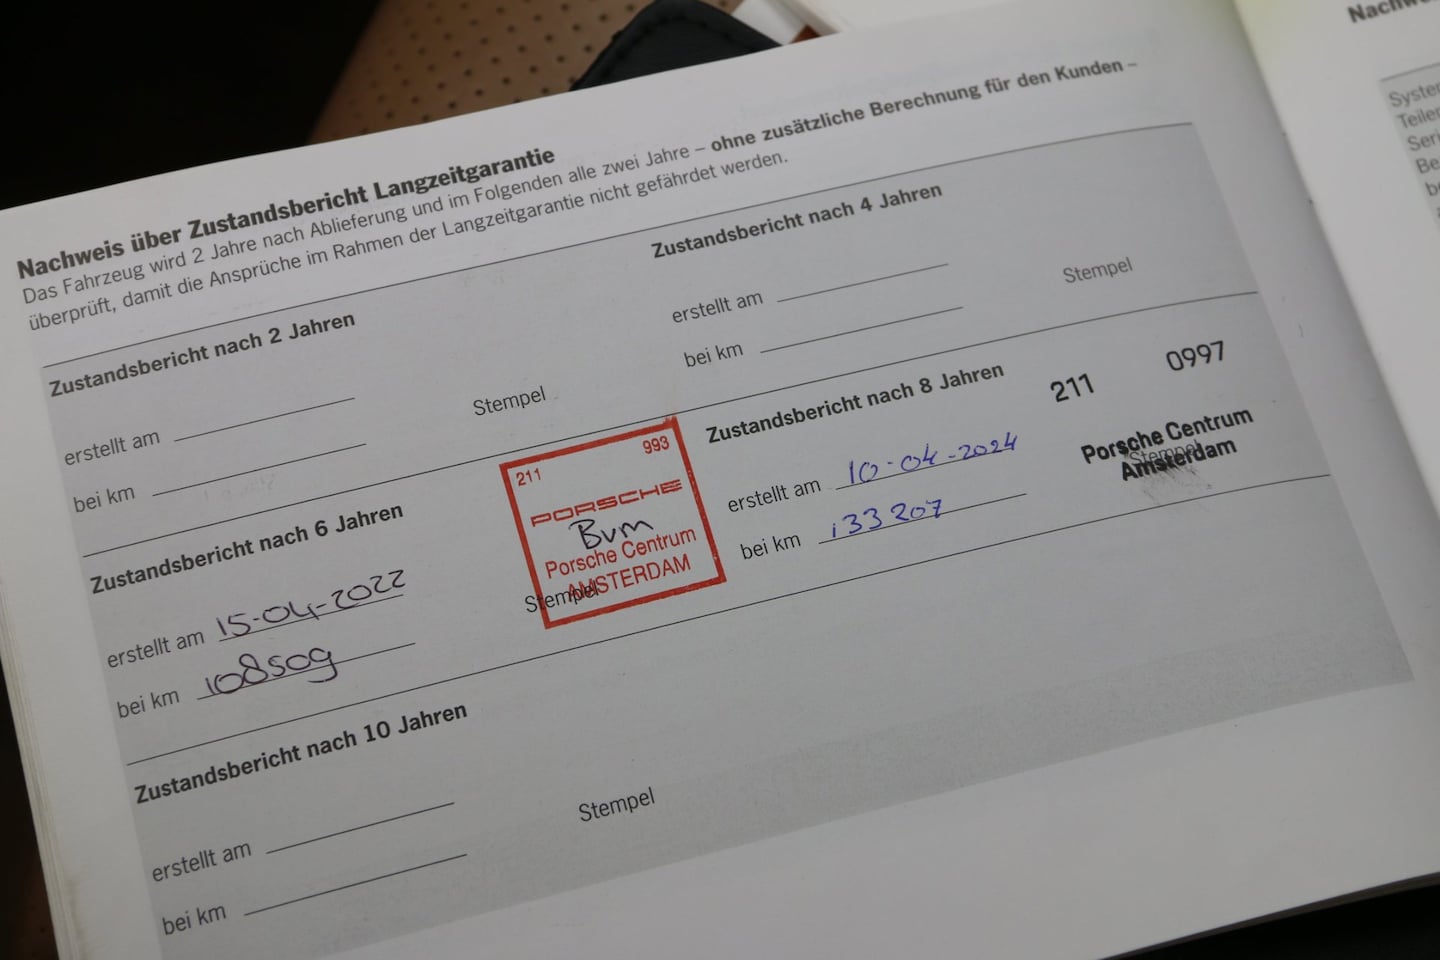 Nachweis über Zustandsbericht Langzeitgarantie
Das Fahrzeug wird 2 Jahre nach Ablieferung und im Folgenden alle zwei Jahre – ohne zusätzliche Berechnung für den Kunden –
überprüft, damit die Ansprüche im Rahmen der Langzeitgarantie nicht gefährdet werden.
Zustandsbericht nach 2 Jahren
erstellt am
bei km
Stempel
Zustandsbericht nach 4 Jahren
erstellt am
bei km
Stempel
Zustandsbericht nach 6 Jahren
erstellt am 15-04-2022
bei km 108509
Stempel
211 993
PORSCHE
Bvm
Porsche Centrum
AMSTERDAM
Zustandsbericht nach 8 Jahren
erstellt am 10-04-2024
bei km 133207
Stempel
211 0997
Porsche Centrum
Amsterdam
Zustandsbericht nach 10 Jahren
erstellt am
bei km
Stempel